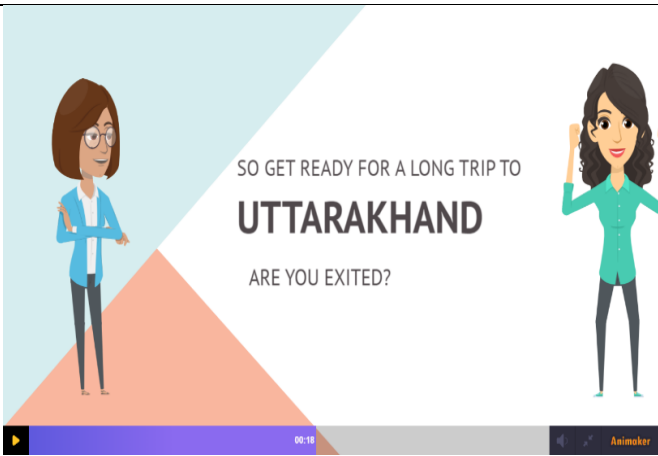 SO GET READY FOR A LONG TRIP TO
UTTARAKHAND
ARE YOU EXITED?
00:18
Animaker